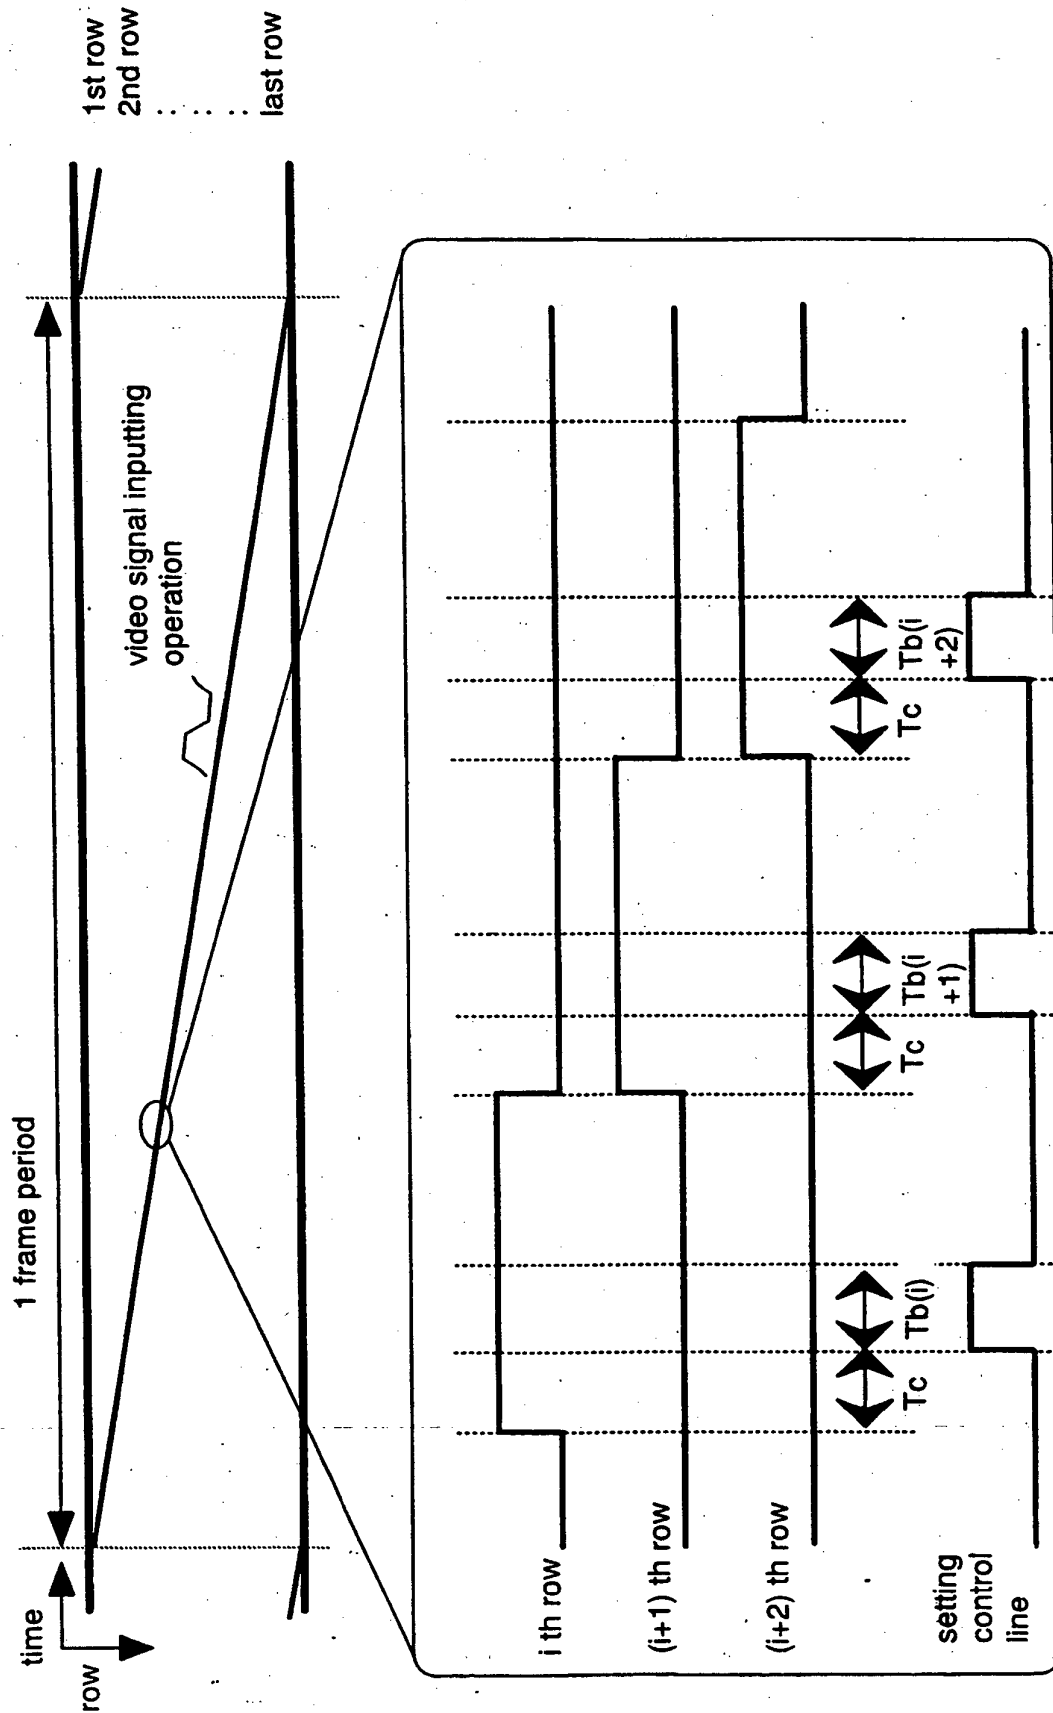 time
row
1 frame period
video signal inputting
operation
1st row
2nd row
: : : :
last row
i th row
(i+1) th row
(i+2) th row
Tc
Tb(i)
Tc
Tb(i
+1)
Tc
Tb(i
+2)
setting
control
line